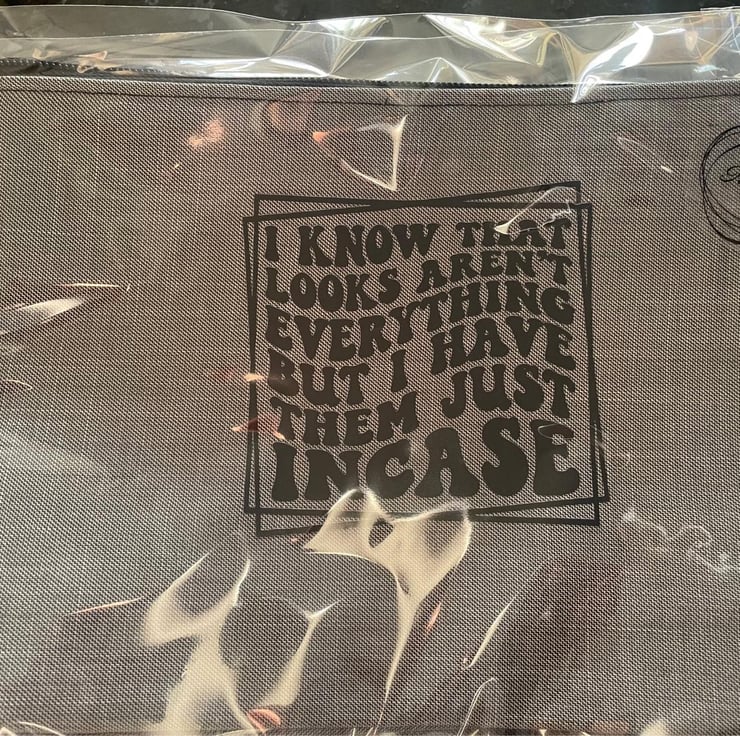 I KNOW THAT
LOOKS AREN'T
EVERYTHING
BUT I HAVE
THEM JUST
INCASE